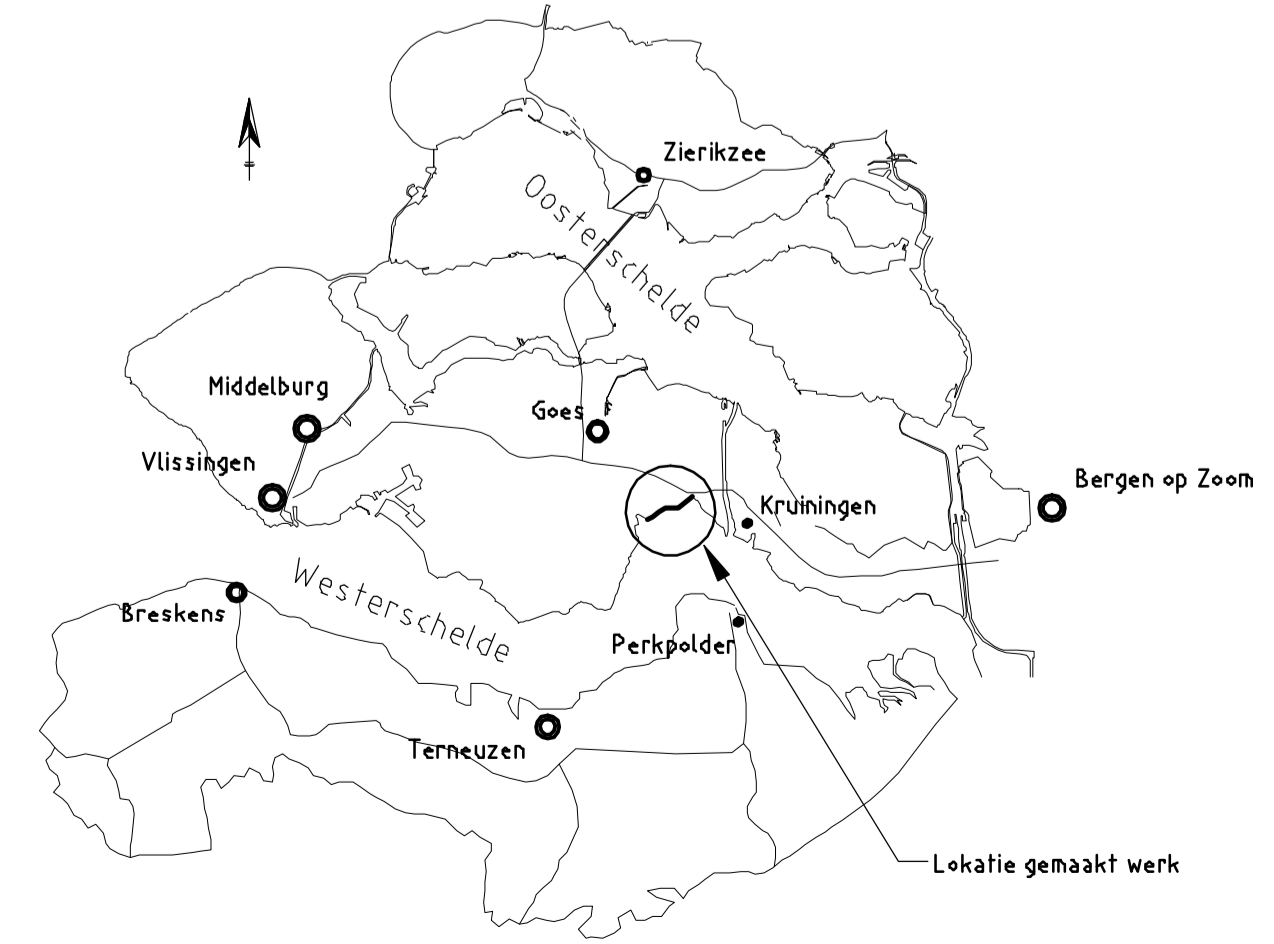 Zierikzee
Oosterschelde
Middelburg
Goes
Vlissingen
Bergen op Zoom
Kruiningen
Westerschelde
Breskens
Perkpolder
Terneuzen
Lokatie gemaakt werk